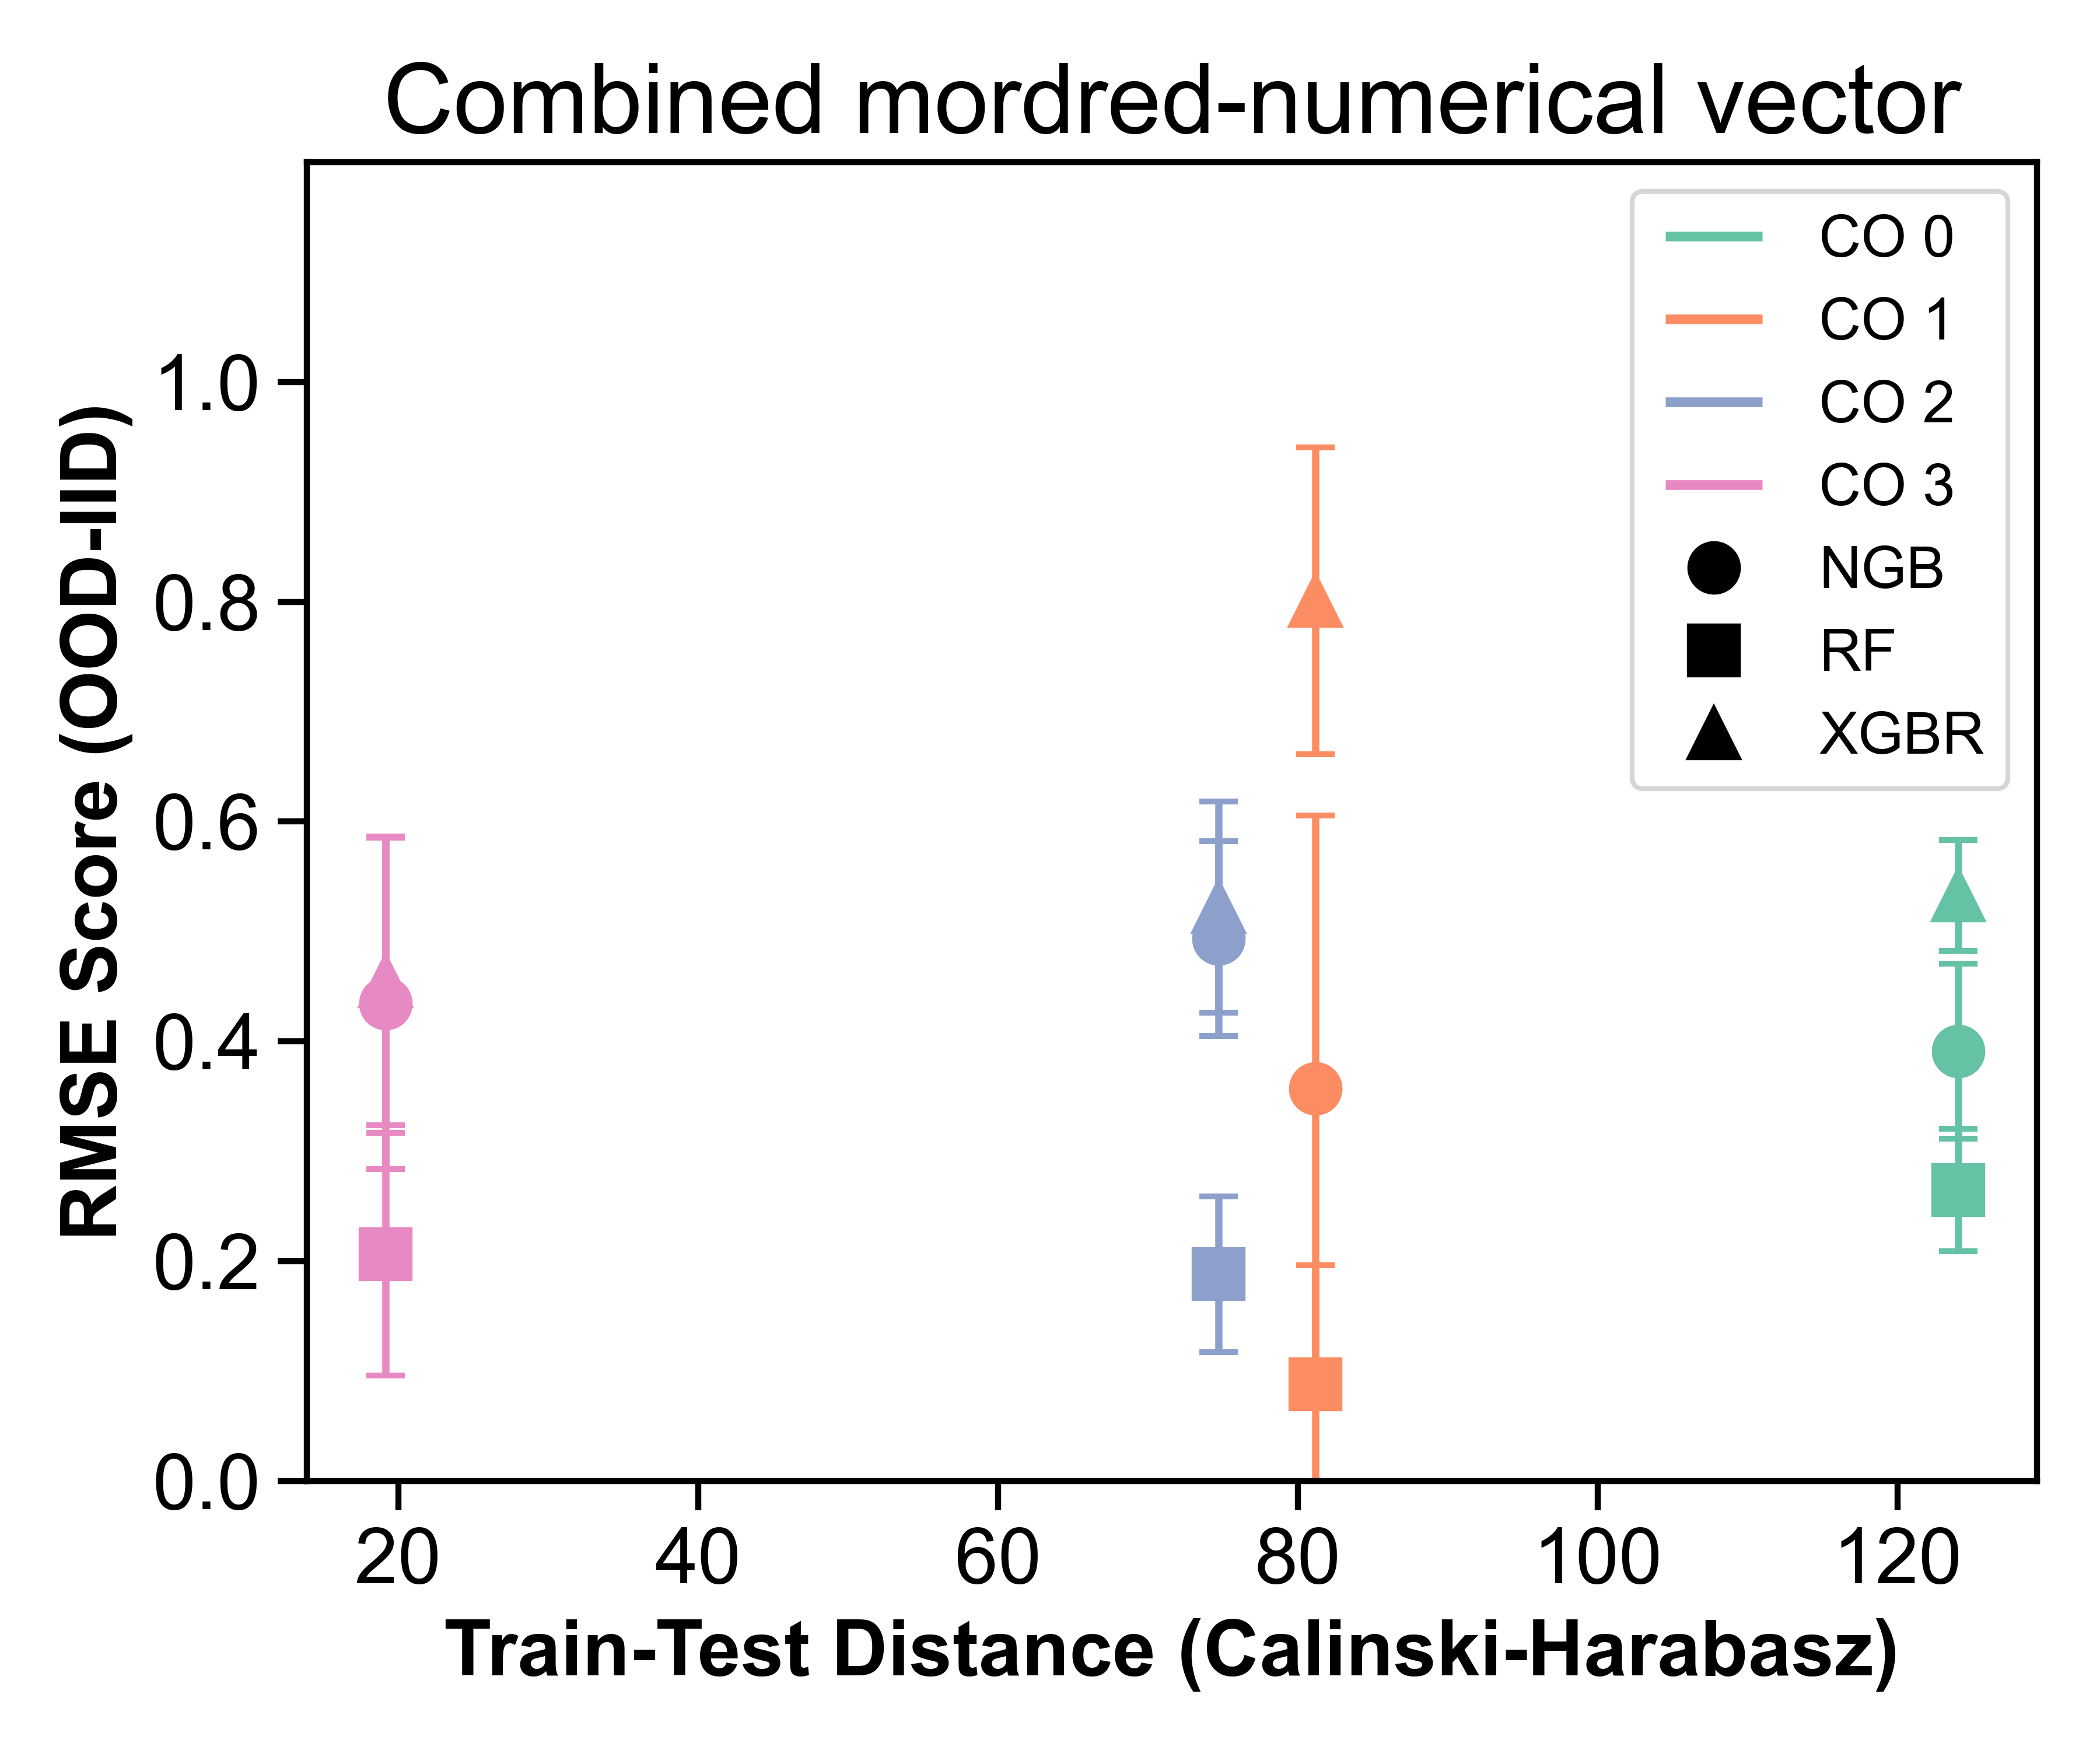 Combined mordred-numerical vector
RMSE Score (OOD-IID)
1.0
0.8
0.6
0.4
0.2
0.0
CO 0
CO 1
CO 2
CO 3
NGB
RF
XGBR
20 40 60 80 100 120
Train-Test Distance (Calinski-Harabasz)